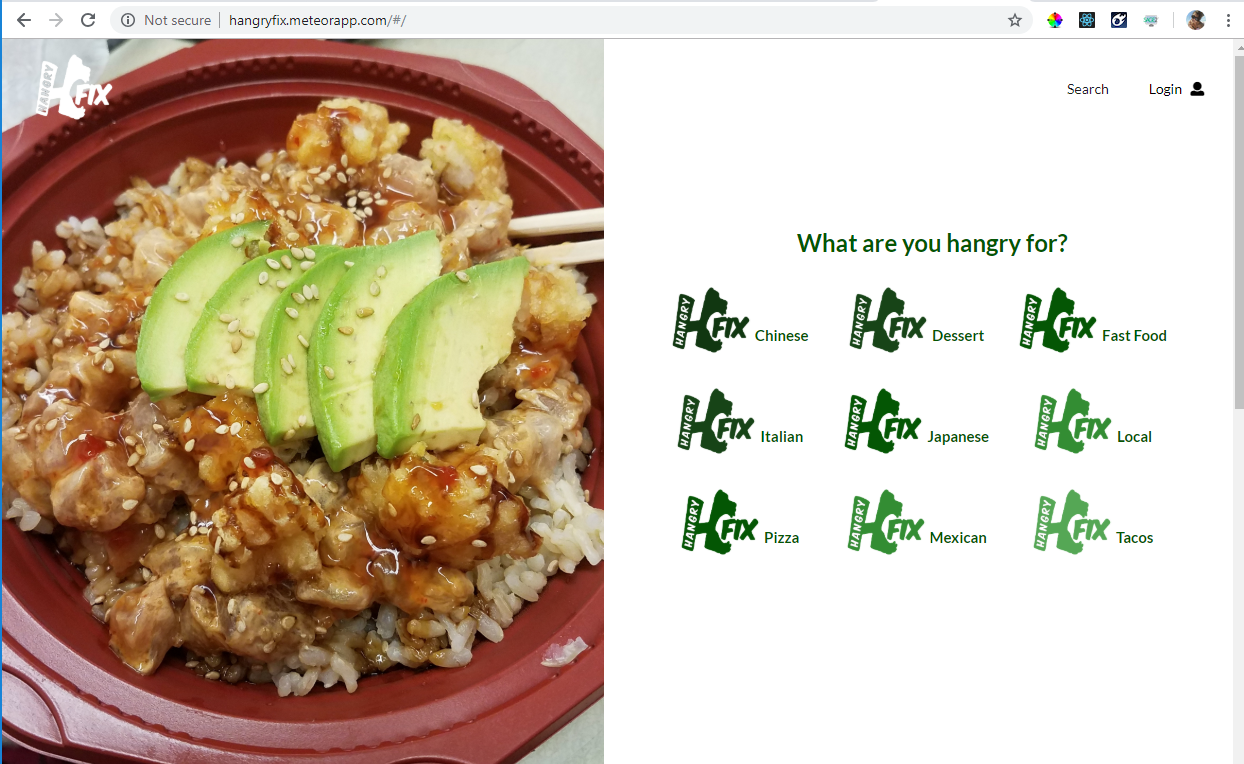 Not secure hangryfix.meteorapp.com/#/
HANGRY FIX
Search Login
What are you hangry for?
HANGRY FIX Chinese HANGRY FIX Dessert HANGRY FIX Fast Food
HANGRY FIX Italian HANGRY FIX Japanese HANGRY FIX Local
HANGRY FIX Pizza HANGRY FIX Mexican HANGRY FIX Tacos